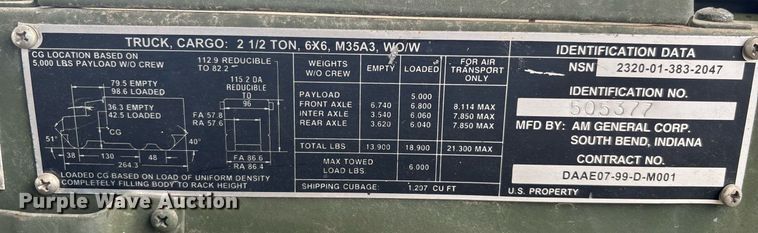 TRUCK, CARGO: 2 1/2 TON, 6X6, M35A3, WO/W
CG LOCATION BASED ON
5,000 LBS PAYLOAD W/O CREW
112.9 REDUCIBLE
TO 82.2
79.5 EMPTY
98.6 LOADED
115.2 OA
REDUCIBLE
TO
96
36.3 EMPTY
42.5 LOADED
CG
FA 57.8
RA 57.6
51°
40°
38
130
48
264.3
FA 86.6
RA 86.4
LOADED CG BASED ON LOAD OF UNIFORM DENSITY
COMPLETELY FILLING BODY TO RACK HEIGHT
WEIGHTS
W/O CREW
EMPTY
LOADED
FOR AIR
TRANSPORT
ONLY
PAYLOAD 5.000
FRONT AXLE 6.740 6.800 8.114 MAX
INTER AXLE 3.540 6.060 7.850 MAX
REAR AXLE 3.620 6.040 7.850 MAX
TOTAL LBS 13.900 18.900 21.300 MAX
MAX TOWED
LOAD LBS. 6.000
SHIPPING CUBAGE: 1.207 CU FT
IDENTIFICATION DATA
NSN 2320-01-383-2047
IDENTIFICATION NO.
505377
MFD BY: AM GENERAL CORP.
SOUTH BEND, INDIANA
CONTRACT NO.
DAAE07-99-D-M001
U.S. PROPERTY
Purple Wave Auction